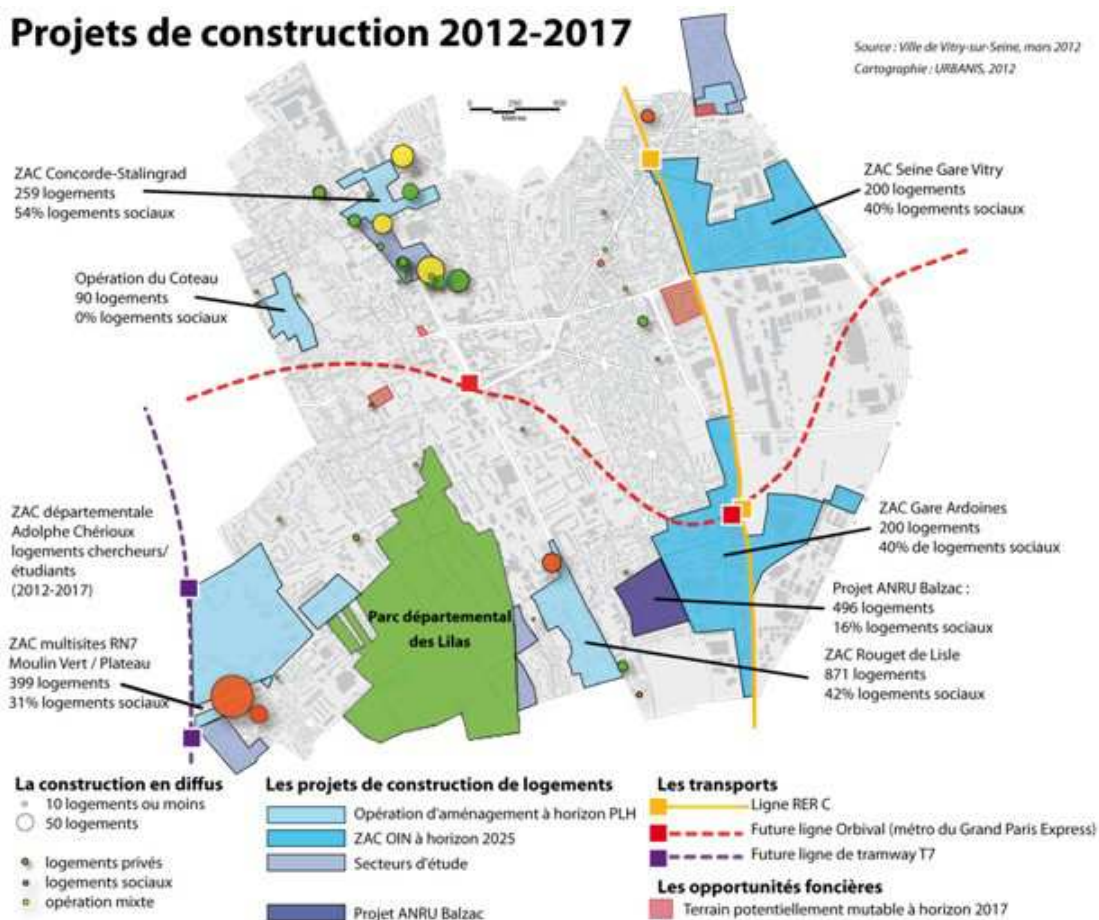 Projets de construction 2012-2017
Source : Ville de Vitry-sur-Seine, mars 2012
Cartographie : URBANIS, 2012
Mètres
ZAC Concorde-Stalingrad
259 logements
54% logements sociaux
ZAC Seine Gare Vitry
200 logements
40% logements sociaux
Opération du Coteau
90 logements
0% logements sociaux
ZAC départementale
Adolphe Chérioux
logements chercheurs/
étudiants
(2012-2017)
ZAC Gare Ardoines
200 logements
40% de logements sociaux
Parc départemental
des Lilas
Projet ANRU Balzac :
496 logements
16% logements sociaux
ZAC multisites RN7
Moulin Vert / Plateau
399 logements
31% logements sociaux
ZAC Rouget de Lisle
871 logements
42% logements sociaux
La construction en diffus
10 logements ou moins
50 logements
logements privés
logements sociaux
opération mixte
Les projets de construction de logements
Opération d'aménagement à horizon PLH
ZAC OIN à horizon 2025
Secteurs d'étude
Projet ANRU Balzac
Les transports
Ligne RER C
Future ligne Orbival (métro du Grand Paris Express)
Future ligne de tramway T7
Les opportunités foncières
Terrain potentiellement mutable à horizon 2017